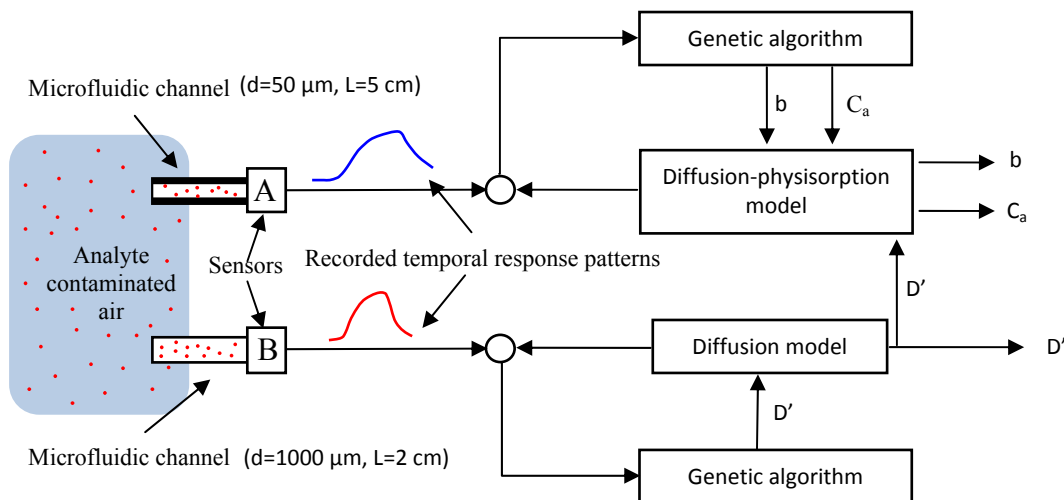 Genetic algorithm
Microfluidic channel (d=50 µm, L=5 cm)
b
Cₐ
A
Diffusion-physisorption
model
b
Cₐ
Analyte
contaminated
air
Sensors
Recorded temporal response patterns
D’
B
Diffusion model
D’
D’
Microfluidic channel (d=1000 µm, L=2 cm)
Genetic algorithm